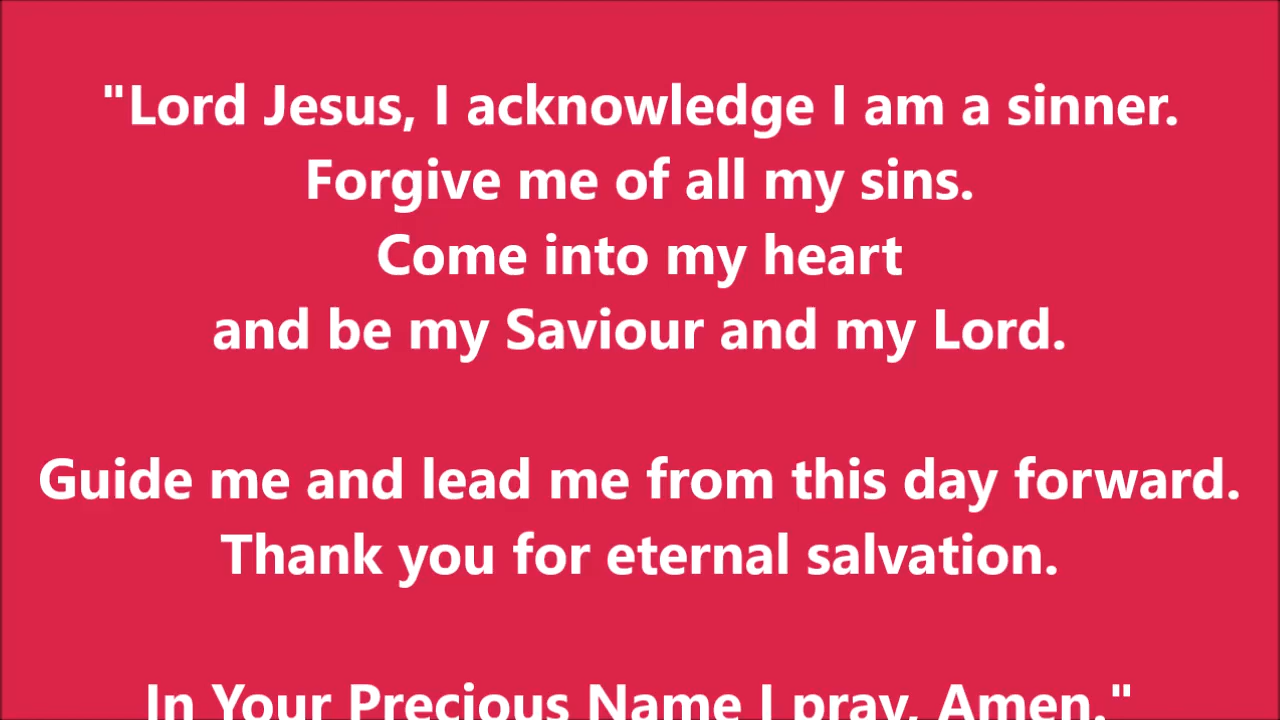 "Lord Jesus, I acknowledge I am a sinner.
Forgive me of all my sins.
Come into my heart
and be my Saviour and my Lord.
Guide me and lead me from this day forward.
Thank you for eternal salvation.
In Your Precious Name I pray, Amen."